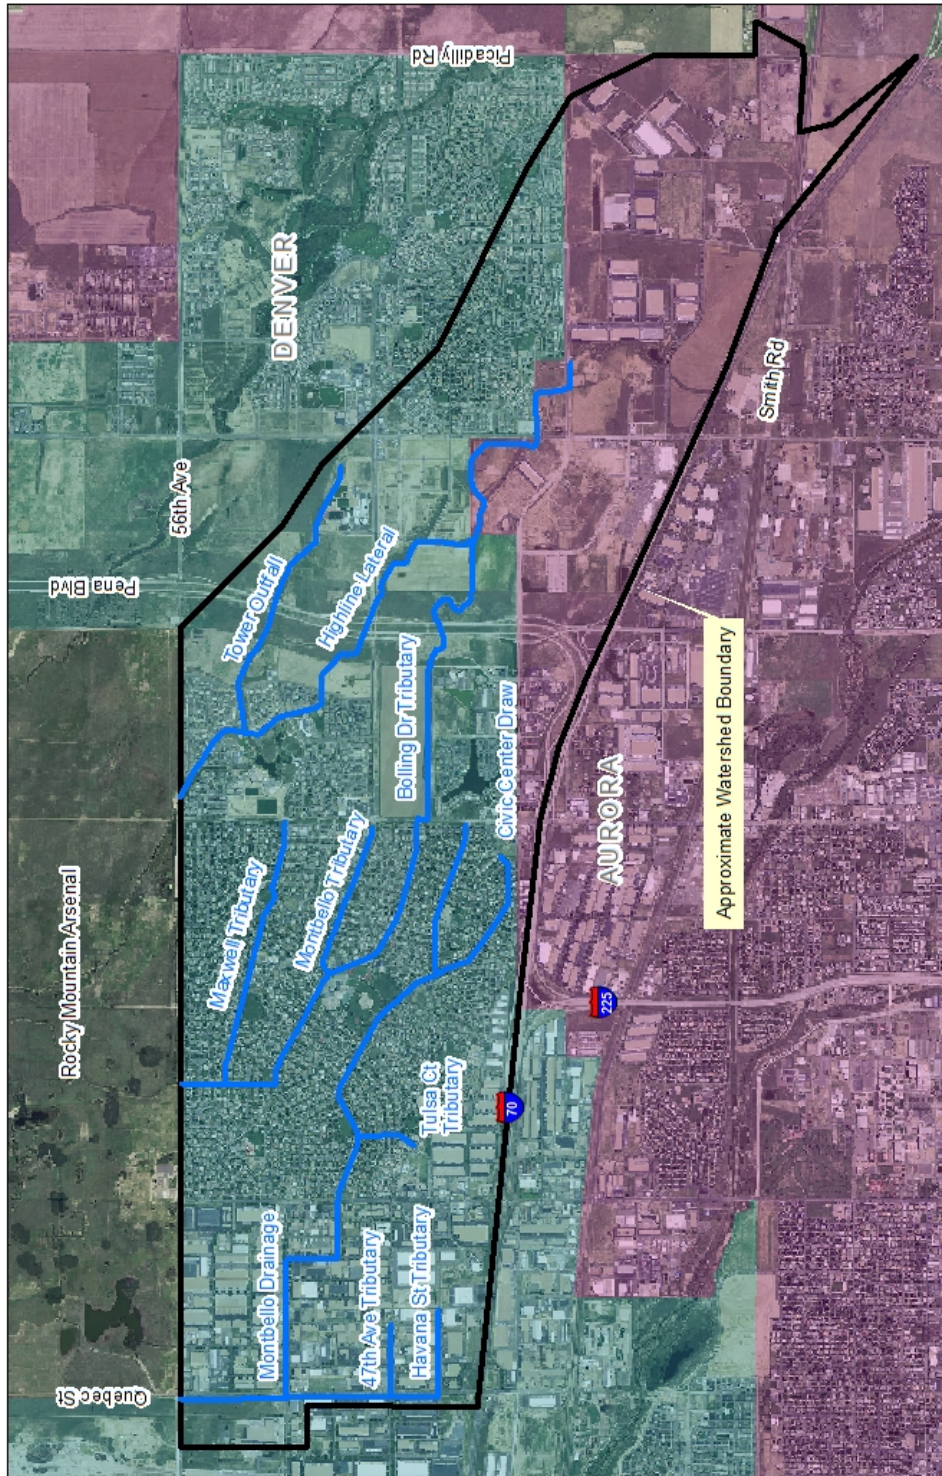 Rocky Mountain Arsenal
Quebec St
56th Ave
Pena Blvd
Picadilly Rd
DENVER
Tower Outfall
Highline Lateral
Maxwell Tributary
Montbello Tributary
Bolling Dr Tributary
Civic Center Draw
Montbello Drainage
47th Ave Tributary
Havana St Tributary
Tulsa Ct
Tributary
70
225
AURORA
Smith Rd
Approximate Watershed Boundary